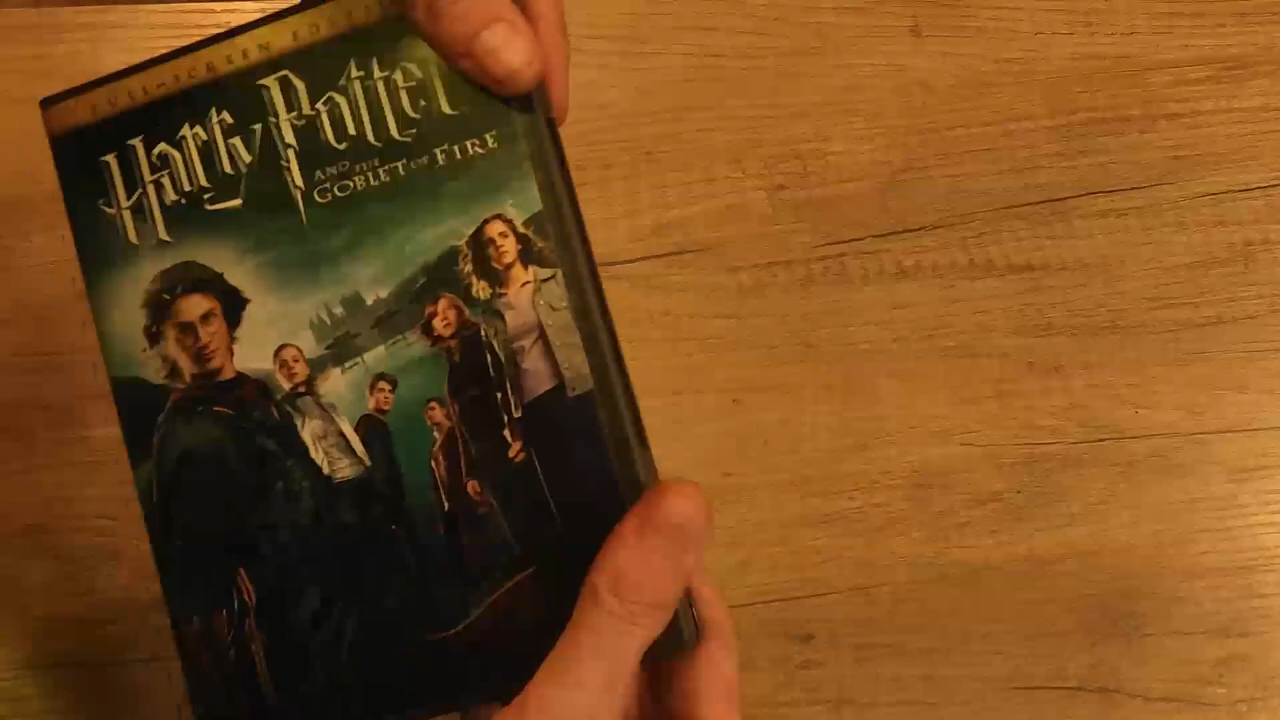 FULL-SCREEN EDITION
Harry Potter
AND THE
GOBLET OF FIRE